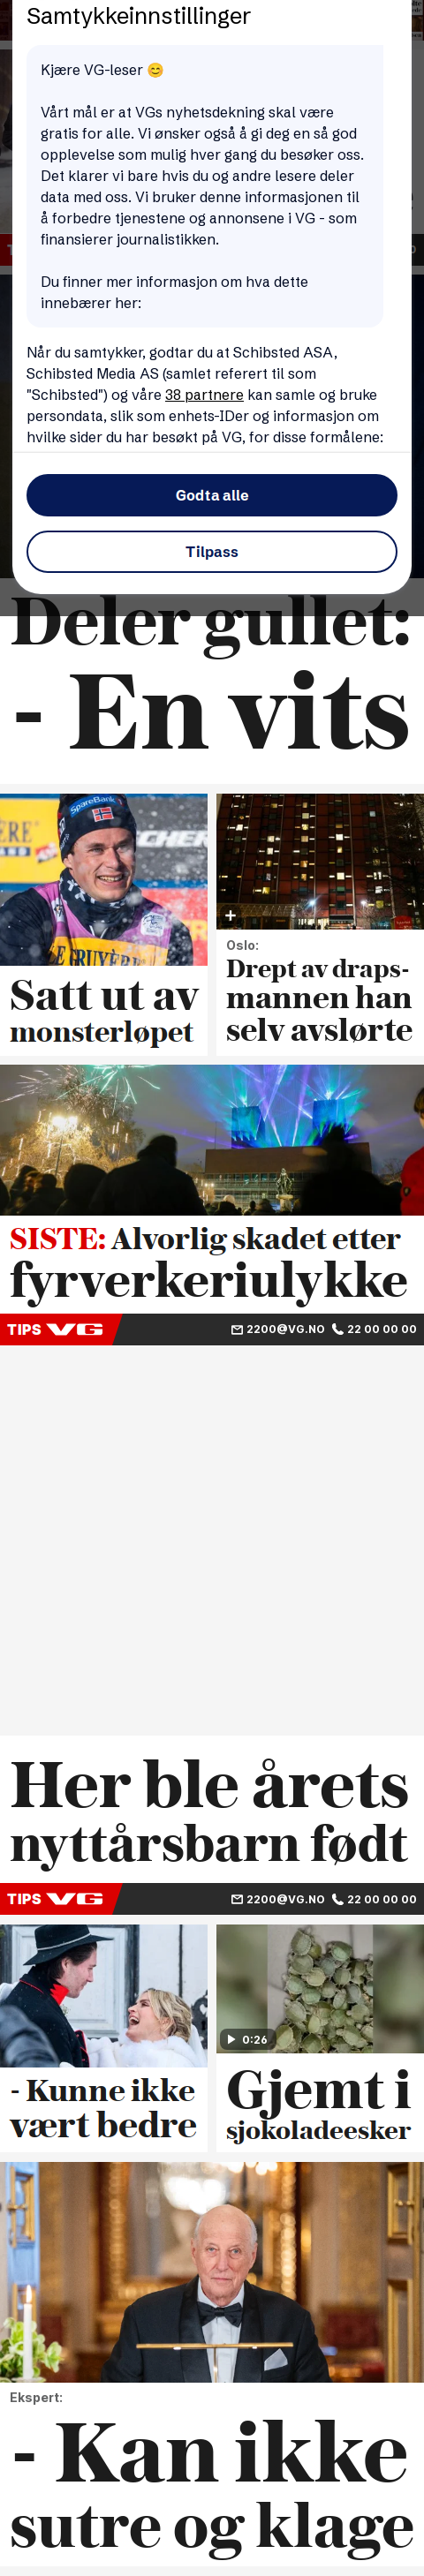 Samtykkeinnstillinger
Kjære VG-leser 😊
Vårt mål er at VGs nyhetsdekning skal være
gratis for alle. Vi ønsker også å gi deg en så god
opplevelse som mulig hver gang du besøker oss.
Det klarer vi bare hvis du og andre lesere deler
data med oss. Vi bruker denne informasjonen til
å forbedre tjenestene og annonsene i VG - som
finansierer journalistikken.
Du finner mer informasjon om hva dette
innebærer her:
Når du samtykker, godtar du at Schibsted ASA,
Schibsted Media AS (samlet referert til som
"Schibsted") og våre 38 partnere kan samle og bruke
persondata, slik som enhets-IDer og informasjon om
hvilke sider du har besøkt på VG, for disse formålene:
Godta alle
Tilpass
Deler gullet:
- En vits
SpareBank
GRUYÈRE
Satt ut av
monsterløpet
Oslo:
Drept av draps-
mannen han
selv avslørte
SISTE: Alvorlig skadet etter
fyrverkeriulykke
TIPS VG
2200@VG.NO 22 00 00 00
Her ble årets
nyttårsbarn født
TIPS VG
2200@VG.NO 22 00 00 00
- Kunne ikke
vært bedre
0:26
Gjemt i
sjokoladeesker
Ekspert:
- Kan ikke
sutre og klage